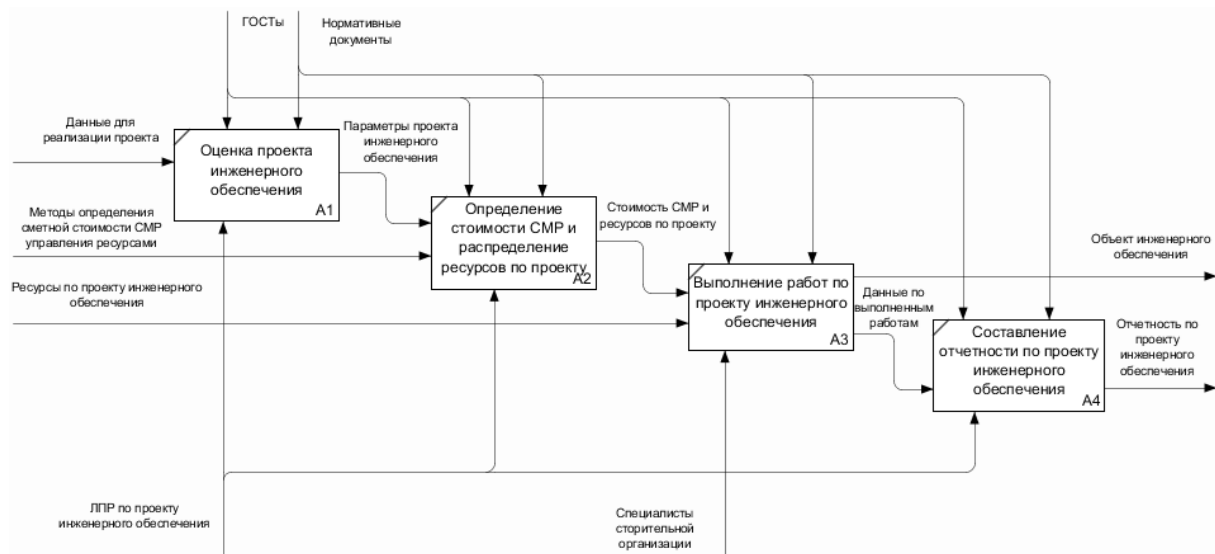 ГОСТы
Нормативные
документы
Данные для
реализации проекта
Оценка проекта
инженерного
обеспечения
A1
Параметры проекта
инженерного
обеспечения
Методы определения
сметной стоимости СМР
управления ресурсами
Определение
стоимости СМР и
распределение
ресурсов по проекту
A2
Стоимость СМР и
ресурсов по проекту
Ресурсы по проекту инженерного
обеспечения
Выполнение работ по
проекту инженерного
обеспечения
A3
Объект инженерного
обеспечения
Данные по
выполненным
работам
Составление
отчетности по проекту
инженерного
обеспечения
A4
Отчетность по
проекту
инженерного
обеспечения
ЛПР по проекту
инженерного обеспечения
Специалисты
сторительной
организации